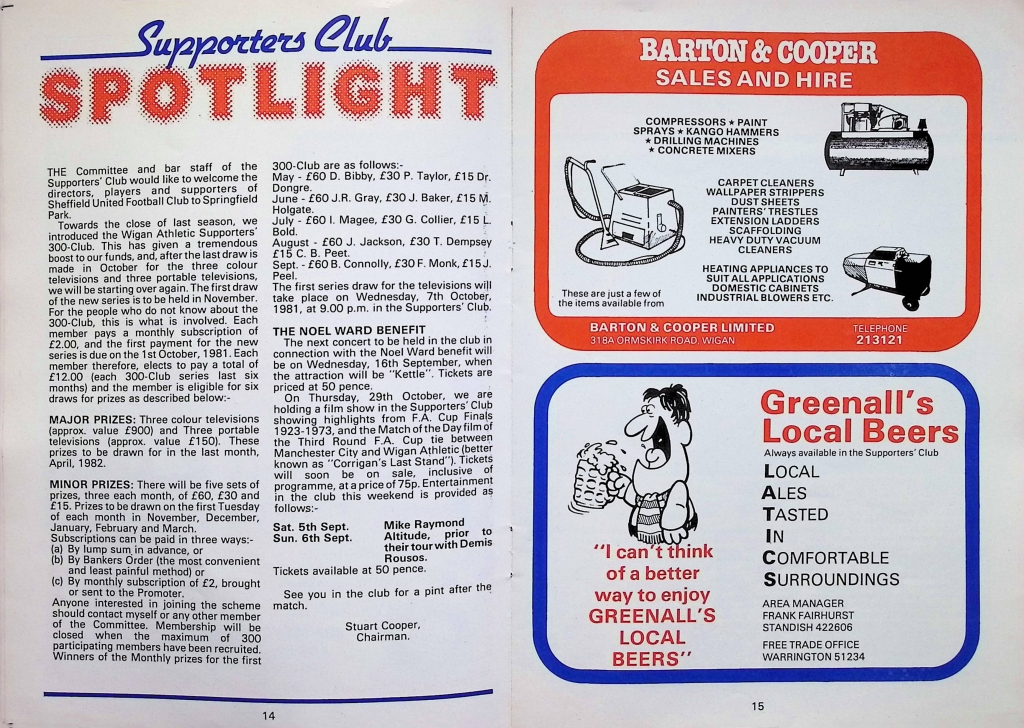 Supporters Club
SPOTLIGHT
THE Committee and bar staff of the
Supporters' Club would like to welcome the
directors, players and supporters of
Sheffield United Football Club to Springfield
Park.
Towards the close of last season, we
introduced the Wigan Athletic Supporters'
300-Club. This has given a tremendous
boost to our funds, and, after the last draw is
made in October for the three colour
televisions and three portable televisions,
we will be starting over again. The first draw
of the new series is to be held in November.
For the people who do not know about the
300-Club, this is what is involved. Each
member pays a monthly subscription of
£2.00, and the first payment for the new
series is due on the 1st October, 1981. Each
member therefore, elects to pay a total of
£12.00 (each 300-Club series last six
months) and the member is eligible for six
draws for prizes as described below:-
MAJOR PRIZES: Three colour televisions
(approx. value £900) and Three portable
televisions (approx. value £150). These
prizes to be drawn for in the last month,
April, 1982.
MINOR PRIZES: There will be five sets of
prizes, three each month, of £60, £30 and
£15. Prizes to be drawn on the first Tuesday
of each month in November, December,
January, February and March.
Subscriptions can be paid in three ways:-
(a) By lump sum in advance, or
(b) By Bankers Order (the most convenient
and least painful method) or
(c) By monthly subscription of £2, brought
or sent to the Promoter.
Anyone interested in joining the scheme
should contact myself or any other member
of the Committee. Membership will be
closed when the maximum of 300
participating members have been recruited.
Winners of the Monthly prizes for the first
300-Club are as follows:-
May - £60 D. Bibby, £30 P. Taylor, £15 Dr.
Dongre.
June - £60 J.R. Gray, £30 J. Baker, £15 M.
Holgate.
July - £60 I. Magee, £30 G. Collier, £15 L.
Bold.
August - £60 J. Jackson, £30 T. Dempsey
£15 C. B. Peet.
Sept. - £60 B. Connolly, £30 F. Monk, £15 J.
Peel.
The first series draw for the televisions will
take place on Wednesday, 7th October,
1981, at 9.00 p.m. in the Supporters' Club.
THE NOEL WARD BENEFIT
The next concert to be held in the club in
connection with the Noel Ward benefit will
be on Wednesday, 16th September, when
the attraction will be "Kettle". Tickets are
priced at 50 pence.
On Thursday, 29th October, we are
holding a film show in the Supporters' Club
showing highlights from F.A. Cup Finals
1923-1973, and the Match of the Day film of
the Third Round F.A. Cup tie between
Manchester City and Wigan Athletic (better
known as "Corrigan's Last Stand"). Tickets
will soon be on sale, inclusive of
programme, at a price of 75p. Entertainment
in the club this weekend is provided as
follows:-
Sat. 5th Sept. Mike Raymond
Sun. 6th Sept. Altitude, prior to
their tour with Demis
Rousos.
Tickets available at 50 pence.
See you in the club for a pint after the
match.
Stuart Cooper,
Chairman.
14
BARTON & COOPER
SALES AND HIRE
COMPRESSORS ★ PAINT
SPRAYS ★ KANGO HAMMERS
★ DRILLING MACHINES
★ CONCRETE MIXERS
CARPET CLEANERS
WALLPAPER STRIPPERS
DUST SHEETS
PAINTERS' TRESTLES
EXTENSION LADDERS
SCAFFOLDING
HEAVY DUTY VACUUM
CLEANERS
HEATING APPLIANCES TO
SUIT ALL APPLICATIONS
DOMESTIC CABINETS
INDUSTRIAL BLOWERS ETC.
These are just a few of
the items available from
BARTON & COOPER LIMITED
318A ORMSKIRK ROAD, WIGAN
TELEPHONE
213121
Greenall's
Local Beers
Always available in the Supporters' Club
LOCAL
ALES
TASTED
IN
COMFORTABLE
SURROUNDINGS
"I can't think
of a better
way to enjoy
GREENALL'S
LOCAL
BEERS"
AREA MANAGER
FRANK FAIRHURST
STANDISH 422606
FREE TRADE OFFICE
WARRINGTON 51234
15